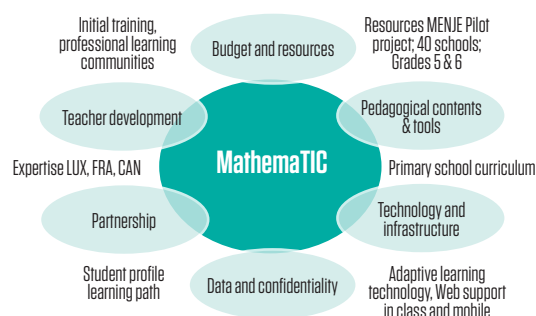 Initial training,
professional learning
communities
Budget and resources
Resources MENJE Pilot
project; 40 schools;
Grades 5 & 6
Teacher development
Pedagogical contents
& tools
Expertise LUX, FRA, CAN
MathemaTIC
Primary school curriculum
Partnership
Technology and
infrastructure
Student profile
learning path
Data and confidentiality
Adaptive learning
technology, Web support
in class and mobile